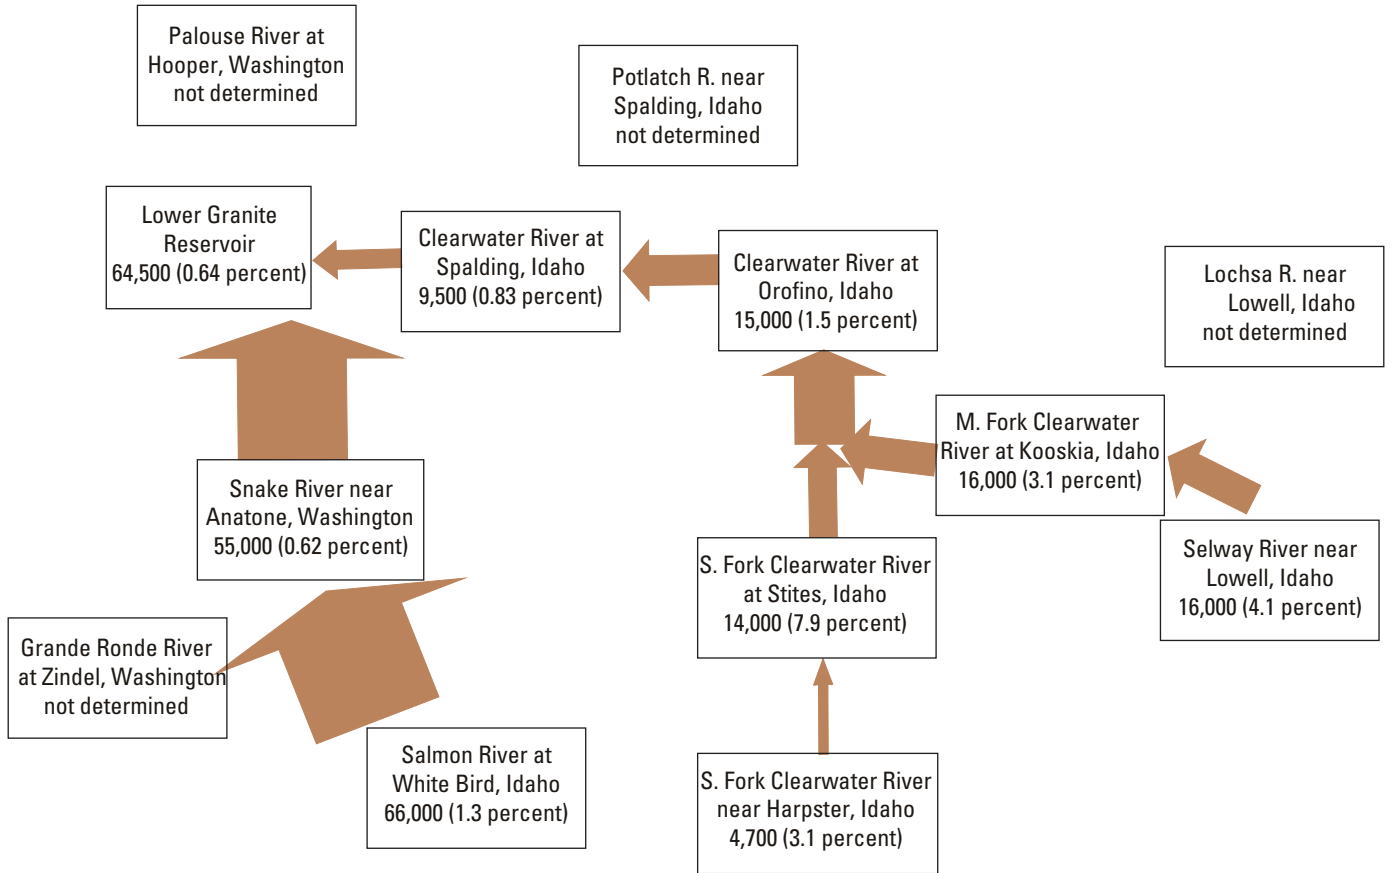 Palouse River at
Hooper, Washington
not determined
Potlatch R. near
Spalding, Idaho
not determined
Lower Granite
Reservoir
64,500 (0.64 percent)
Clearwater River at
Spalding, Idaho
9,500 (0.83 percent)
Clearwater River at
Orofino, Idaho
15,000 (1.5 percent)
Lochsa R. near
Lowell, Idaho
not determined
M. Fork Clearwater
River at Kooskia, Idaho
16,000 (3.1 percent)
Snake River near
Anatone, Washington
55,000 (0.62 percent)
S. Fork Clearwater River
at Stites, Idaho
14,000 (7.9 percent)
Selway River near
Lowell, Idaho
16,000 (4.1 percent)
Grande Ronde River
at Zindel, Washington
not determined
Salmon River at
White Bird, Idaho
66,000 (1.3 percent)
S. Fork Clearwater River
near Harpster, Idaho
4,700 (3.1 percent)